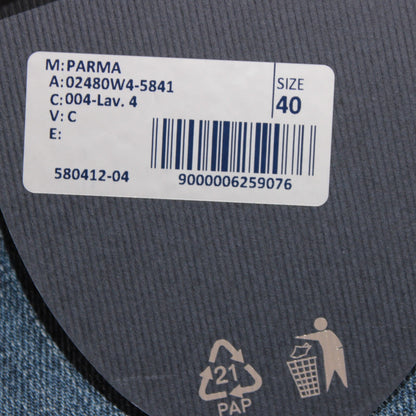 M: PARMA
A: 02480W4-5841
C: 004-Lav. 4
V: C
E:
SIZE
40
580412-04
9000006259076
21
PAP